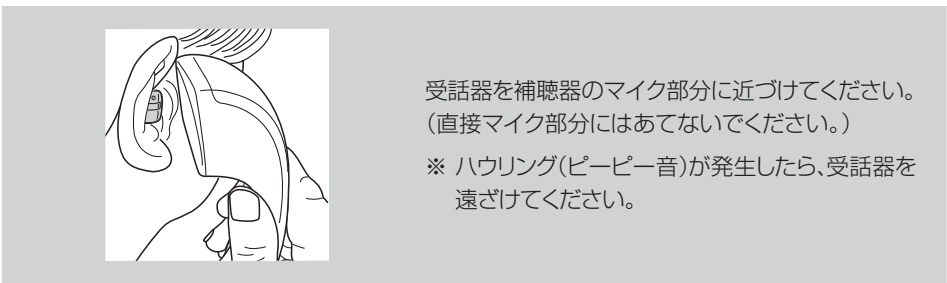 受話器を補聴器のマイク部分に近づけてください。
（直接マイク部分にはあてないでください。）
※ ハウリング（ピーピー音）が発生したら、受話器を
遠ざけてください。